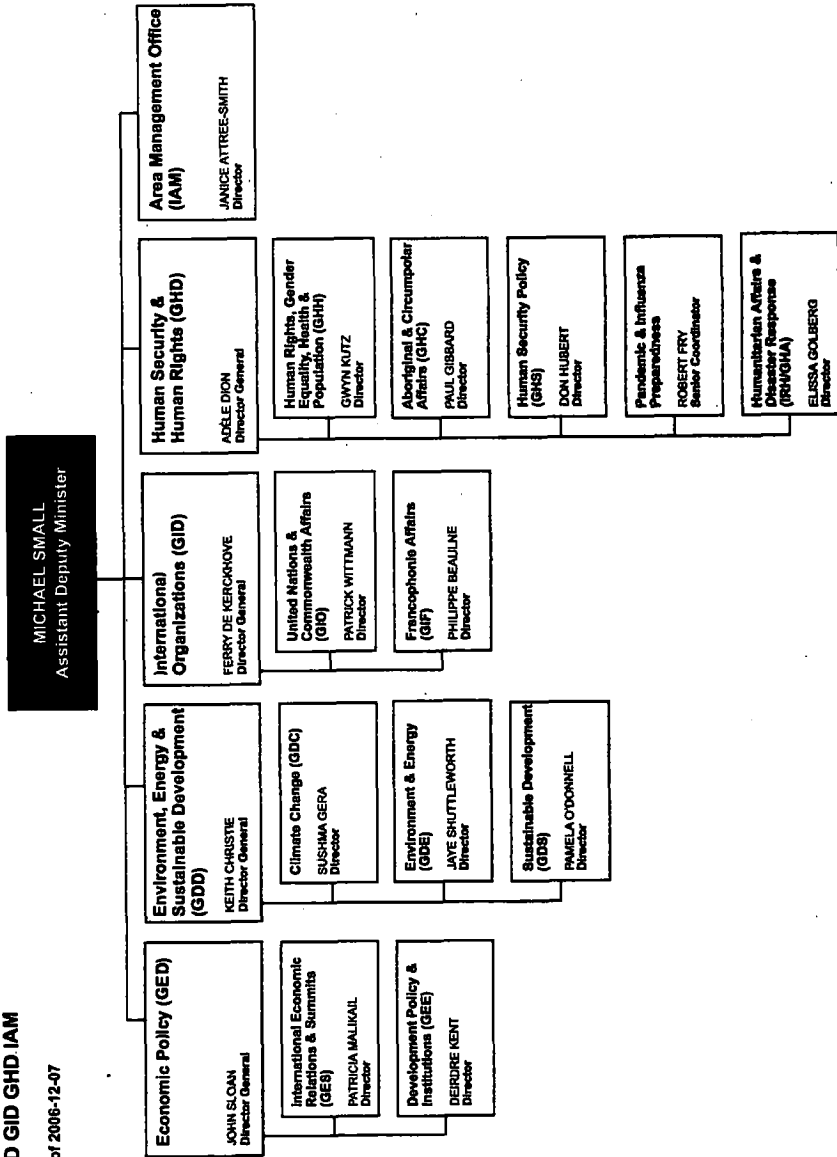 D GID GHD IAM
of 2006-12-07
MICHAEL SMALL
Assistant Deputy Minister
Economic Policy (GED)
JOHN SLOAN
Director General
International Economic
Relations & Summits
(GES)
PATRICIA MALIKAIL
Director
Development Policy &
Institutions (GEE)
DEIRDRE KENT
Director
Environment, Energy &
Sustainable Development
(GDD)
KEITH CHRISTIE
Director General
Climate Change (GDC)
SUSHMA GERA
Director
Environment & Energy
(GDE)
JAYE SHUTTLEWORTH
Director
Sustainable Development
(GDS)
PAMELA O'DONNELL
Director
International
Organizations (GID)
FERRY DE KERCKHOVE
Director General
United Nations &
Commonwealth Affairs
(GIO)
PATRICK WITTMANN
Director
Francophonie Affairs
(GIF)
PHILIPPE BEAULNE
Director
Human Security &
Human Rights (GHD)
ADÈLE DION
Director General
Human Rights, Gender
Equality, Health &
Population (GHH)
GWYN KUTZ
Director
Aboriginal & Circumpolar
Affairs (GHC)
PAUL GIBBARD
Director
Human Security Policy
(GHS)
DON HUBERT
Director
Pandemic & Influenza
Preparedness
ROBERT FRY
Senior Coordinator
Humanitarian Affairs &
Disaster Response
(IRH/GHA)
ELISSA GOLBERG
Director
Area Management Office
(IAM)
JANICE ATTREE-SMITH
Director